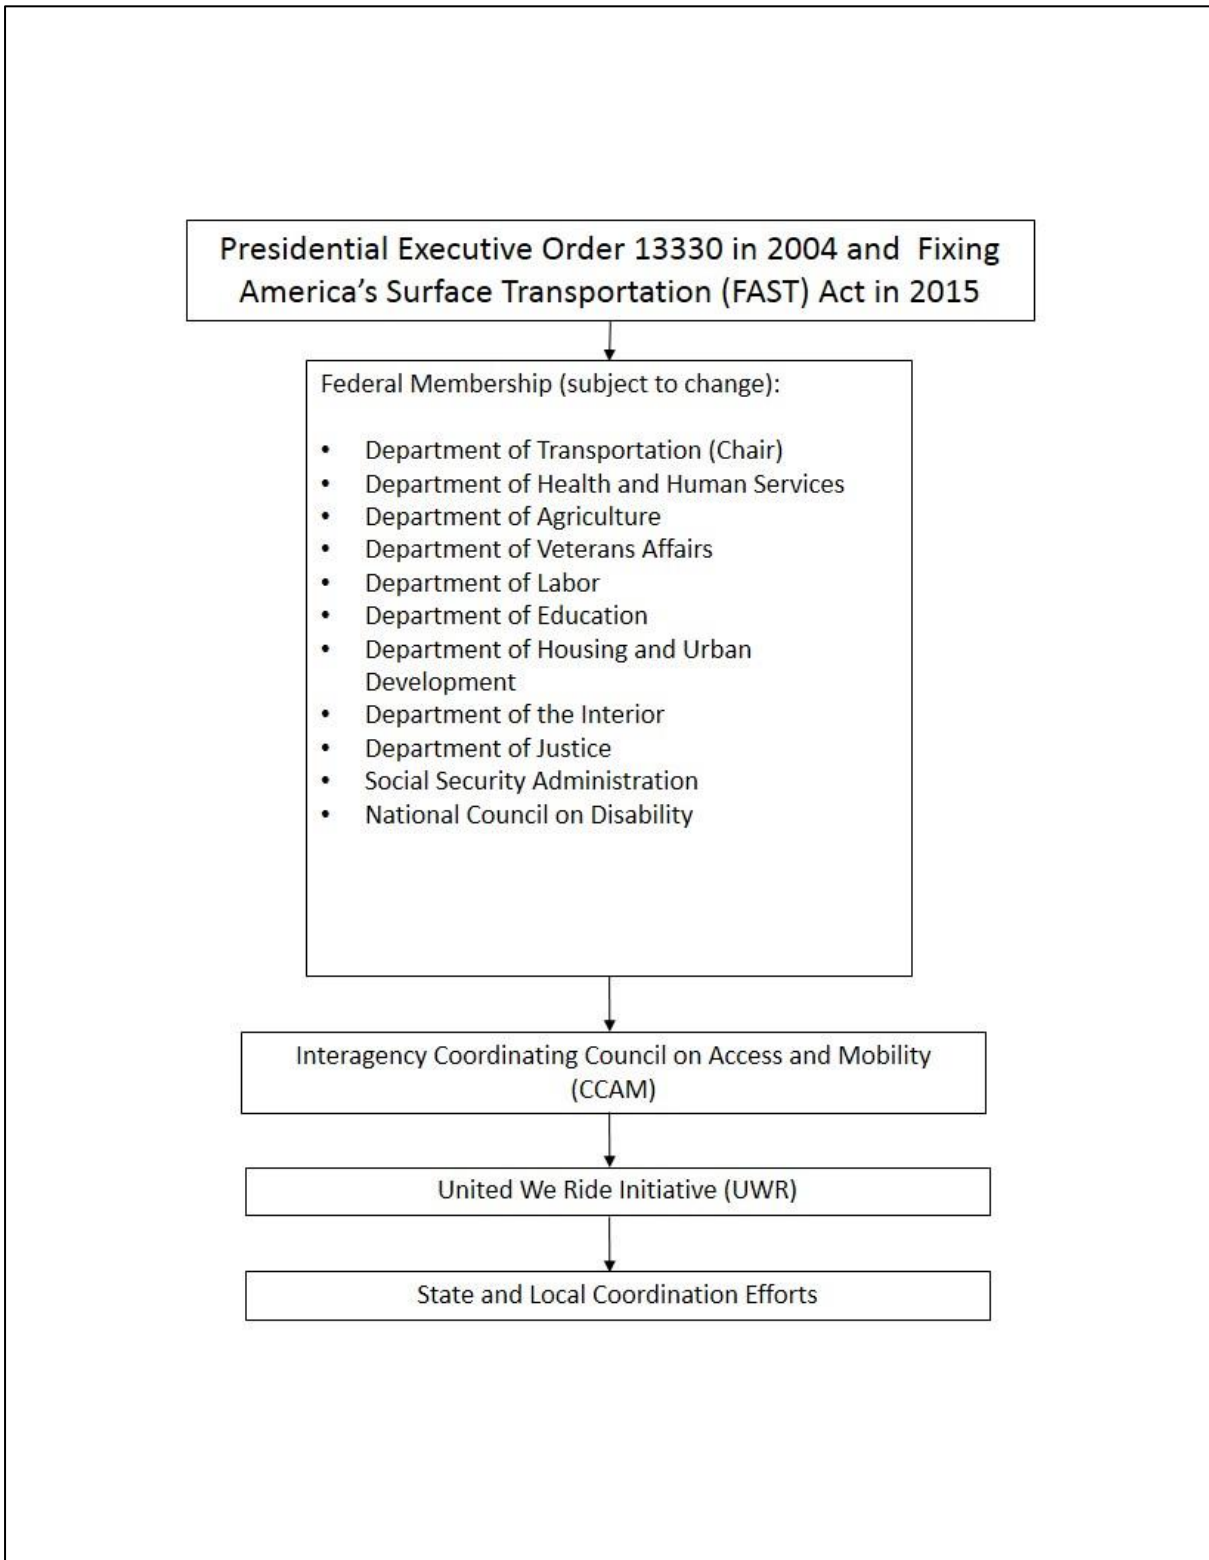 Presidential Executive Order 13330 in 2004 and  Fixing
America's Surface Transportation (FAST) Act in 2015
Federal Membership (subject to change):
• Department of Transportation (Chair)
• Department of Health and Human Services
• Department of Agriculture
• Department of Veterans Affairs
• Department of Labor
• Department of Education
• Department of Housing and Urban
Development
• Department of the Interior
• Department of Justice
• Social Security Administration
• National Council on Disability
Interagency Coordinating Council on Access and Mobility
(CCAM)
United We Ride Initiative (UWR)
State and Local Coordination Efforts